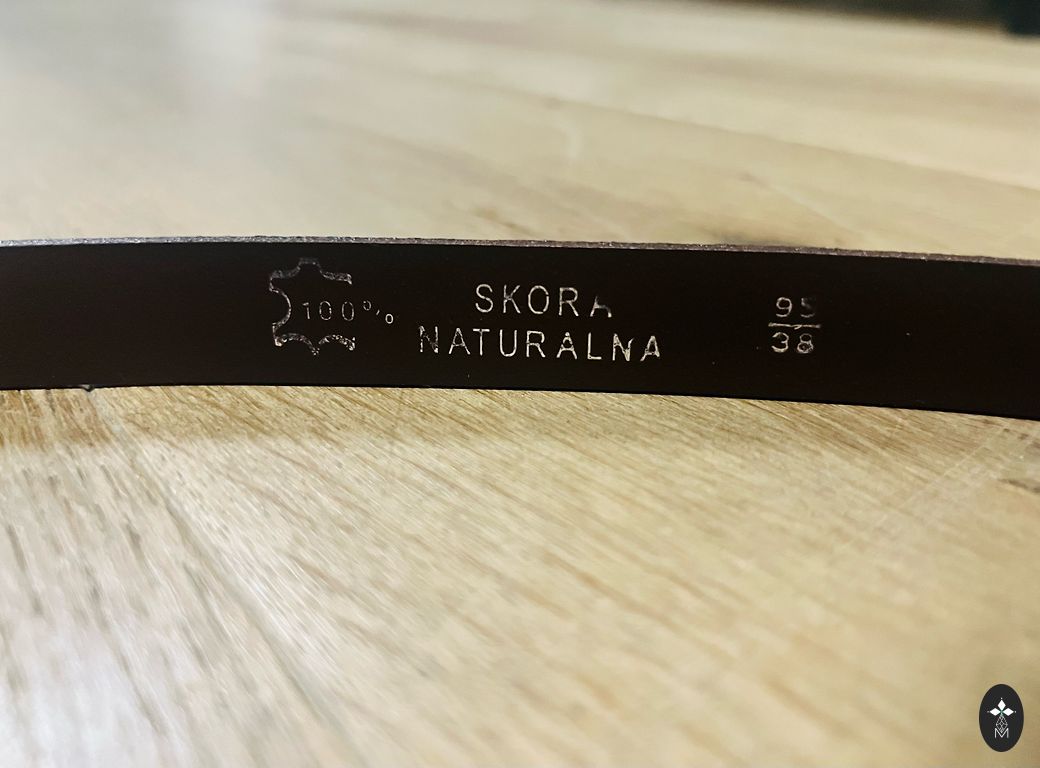 100%
SKORA
NATURALNA
95
38
M